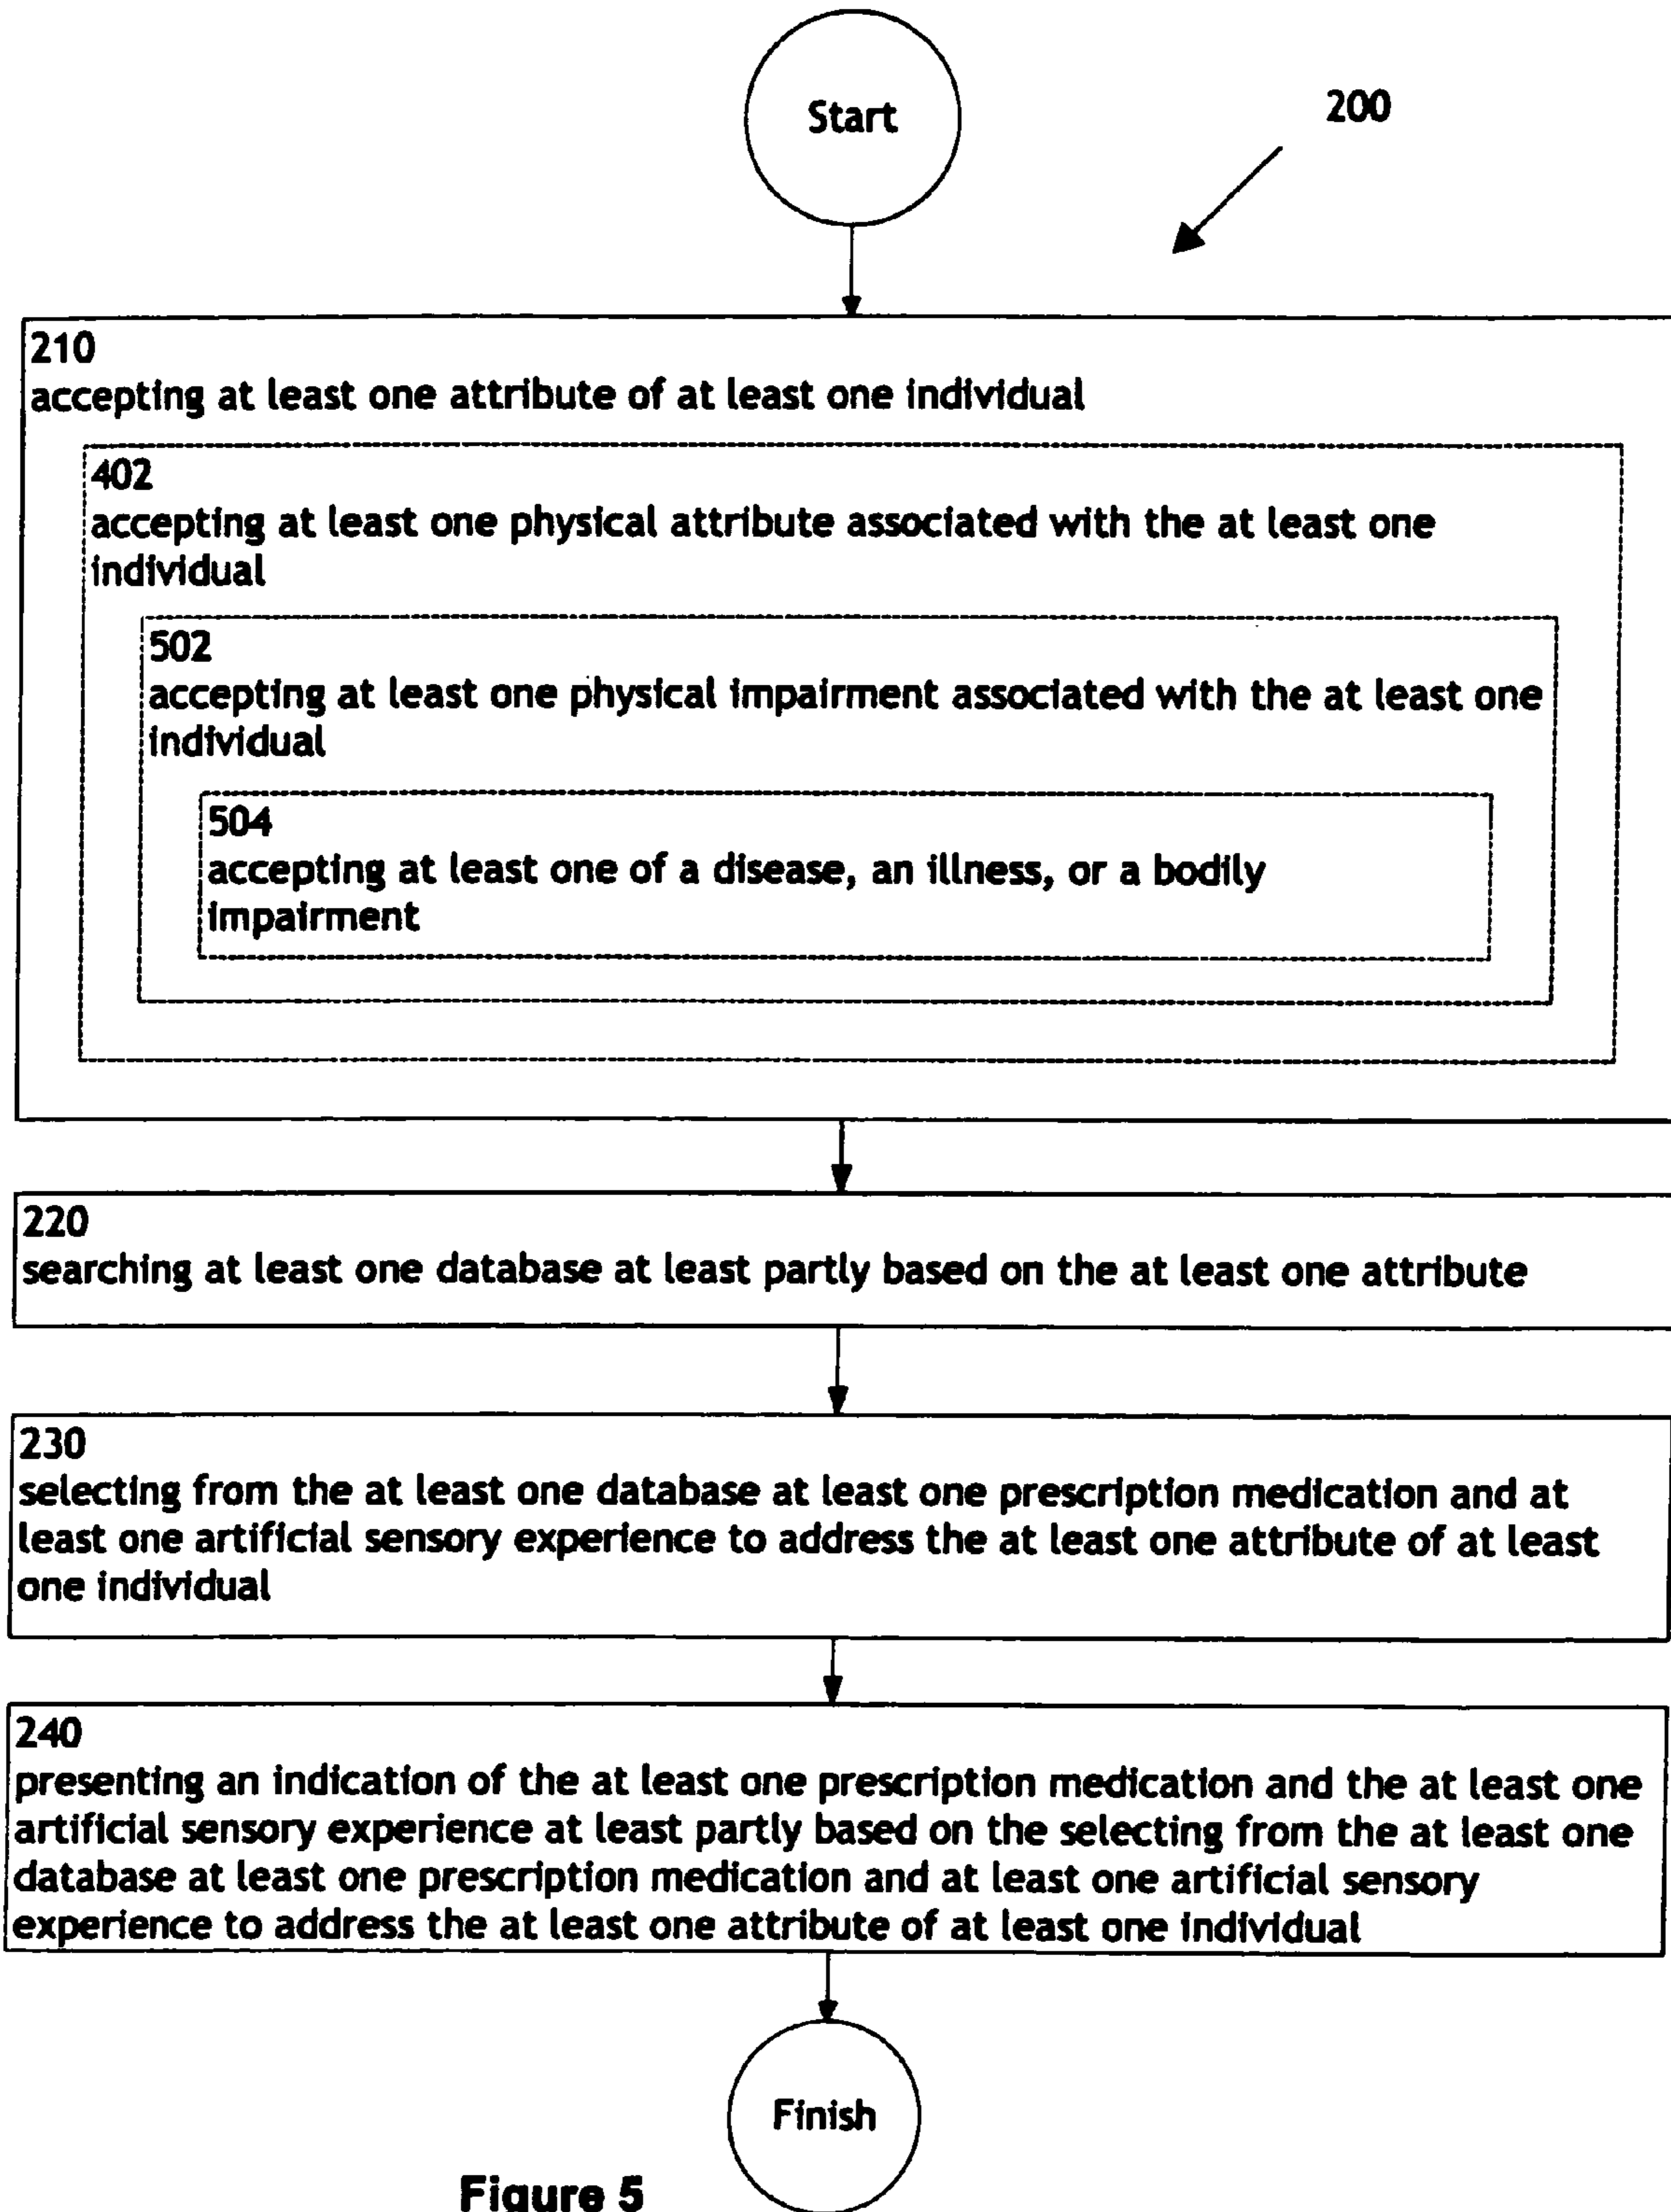 Start
200
210
accepting at least one attribute of at least one individual
402
accepting at least one physical attribute associated with the at least one
individual
502
accepting at least one physical impairment associated with the at least one
individual
504
accepting at least one of a disease, an illness, or a bodily
impairment
220
searching at least one database at least partly based on the at least one attribute
230
selecting from the at least one database at least one prescription medication and at
least one artificial sensory experience to address the at least one attribute of at least
one individual
240
presenting an indication of the at least one prescription medication and the at least one
artificial sensory experience at least partly based on the selecting from the at least one
database at least one prescription medication and at least one artificial sensory
experience to address the at least one attribute of at least one individual
Finish
Figure 5